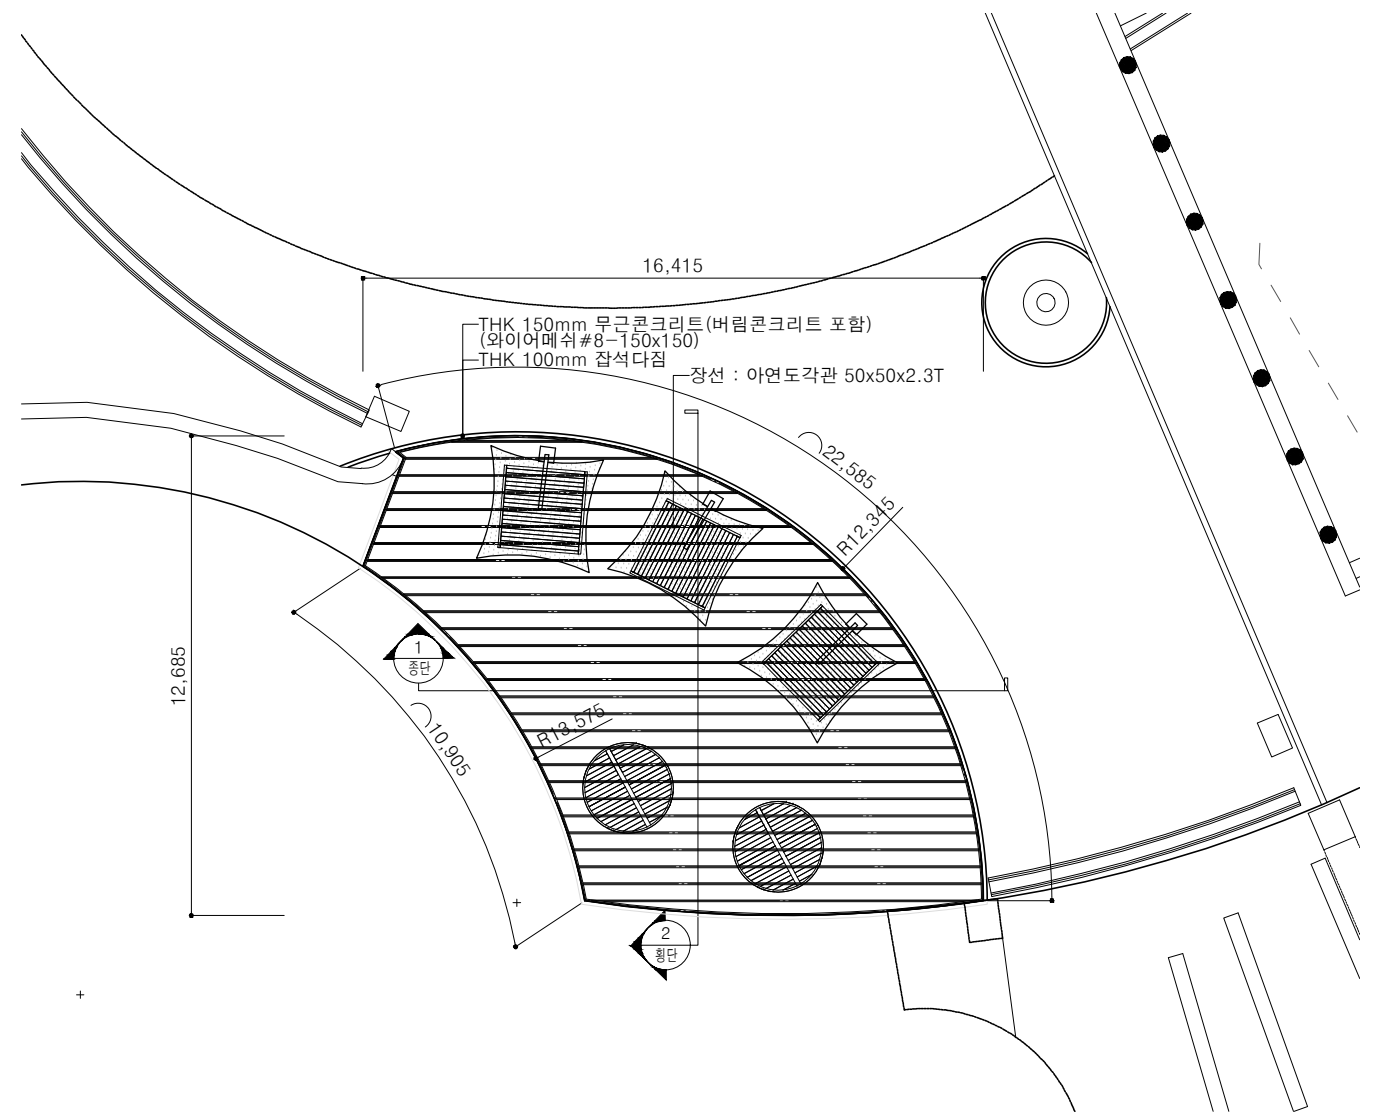 16,415
THK 150mm 무근콘크리트(버림콘크리트 포함)
(와이어메쉬#8-150x150)
THK 100mm 잡석다짐
장선 : 아연도각관 50x50x2.3T
22,585
R12,345
12,685
1
종단
R13,575
10,905
2
횡단